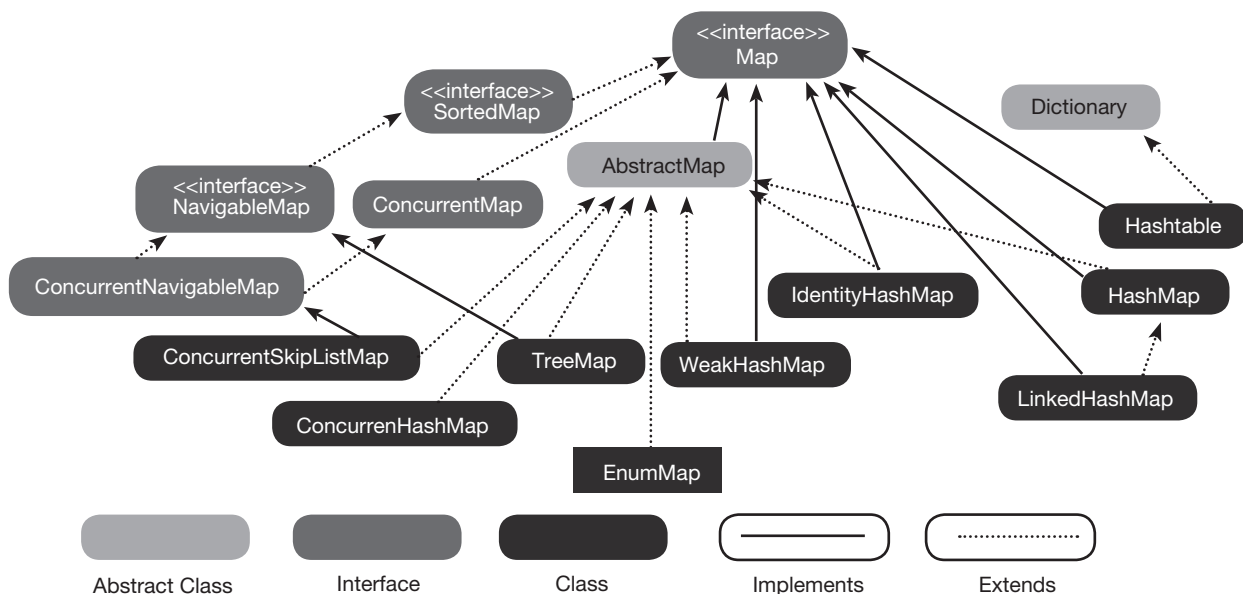 <<interface>>
Map
<<interface>>
SortedMap
Dictionary
AbstractMap
<<interface>>
NavigableMap
ConcurrentMap
Hashtable
ConcurrentNavigableMap
IdentityHashMap
HashMap
ConcurrentSkipListMap
TreeMap
WeakHashMap
LinkedHashMap
ConcurrenHashMap
EnumMap
Abstract Class
Interface
Class
Implements
Extends